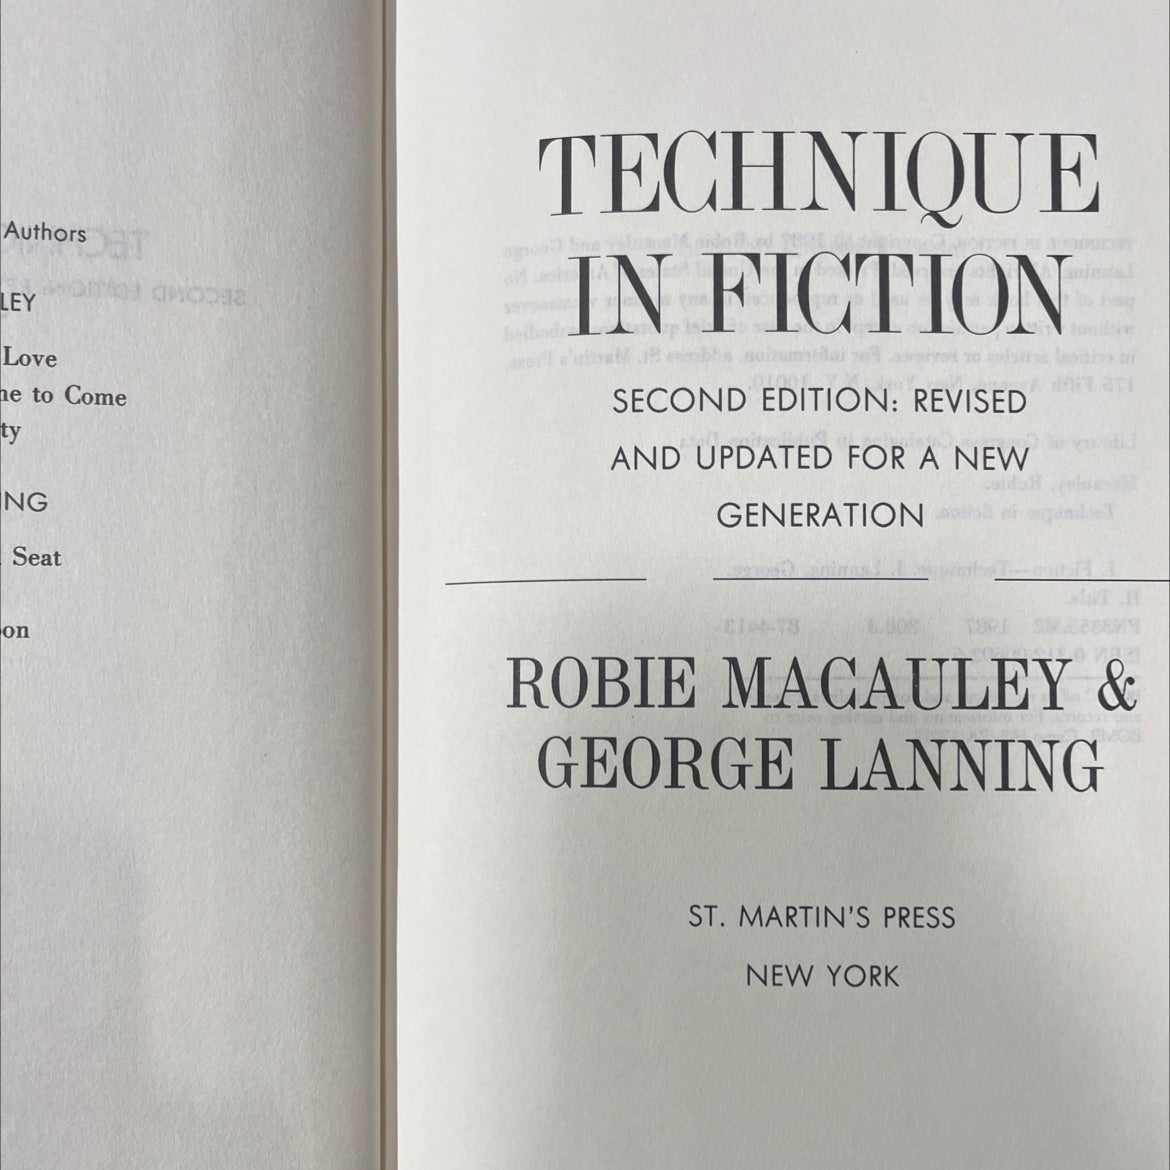 Authors
LEY
Love
ne to Come
ty
ING
Seat
on
TECHNIQUE
IN FICTION
SECOND EDITION: REVISED
AND UPDATED FOR A NEW
GENERATION
ROBIE MACAULEY &
GEORGE LANNING
ST. MARTIN'S PRESS
NEW YORK